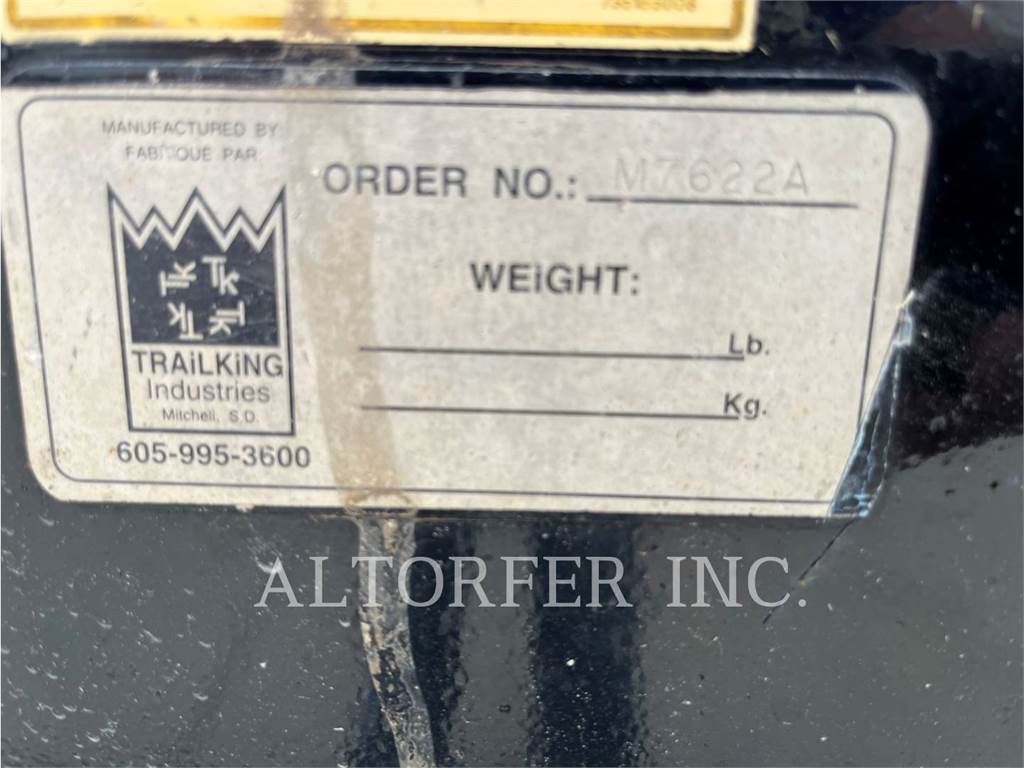 MANUFACTURED BY
FABRIQUE PAR:
ORDER NO.: M7622A
WEIGHT:
Lb.
Kg.
TK TK
TK TK
TRAiLKiNG
Industries
Mitchell, S.D.
605-995-3600
ALTORFER INC.